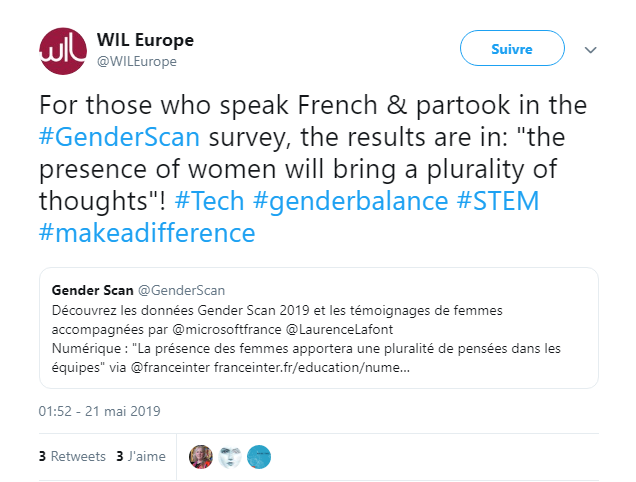 wil
WIL Europe
@WILEurope
Suivre
For those who speak French & partook in the
#GenderScan survey, the results are in: "the
presence of women will bring a plurality of
thoughts"! #Tech #genderbalance #STEM
#makeadifference
Gender Scan @GenderScan
Découvrez les données Gender Scan 2019 et les témoignages de femmes
accompagnées par @microsoftfrance @LaurenceLafont
Numérique : "La présence des femmes apportera une pluralité de pensées dans les
équipes" via @franceinter franceinter.fr/education/nume...
01:52 - 21 mai 2019
3 Retweets 3 J'aime